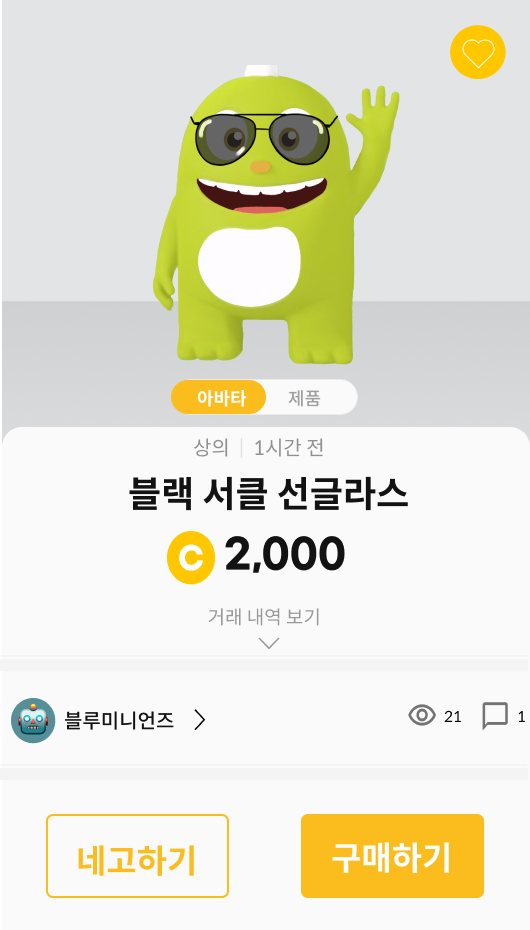 아바타 제품
상의 | 1시간 전
블랙 서클 선글라스
C 2,000
거래 내역 보기
블루미니언즈 21 1
네고하기 구매하기